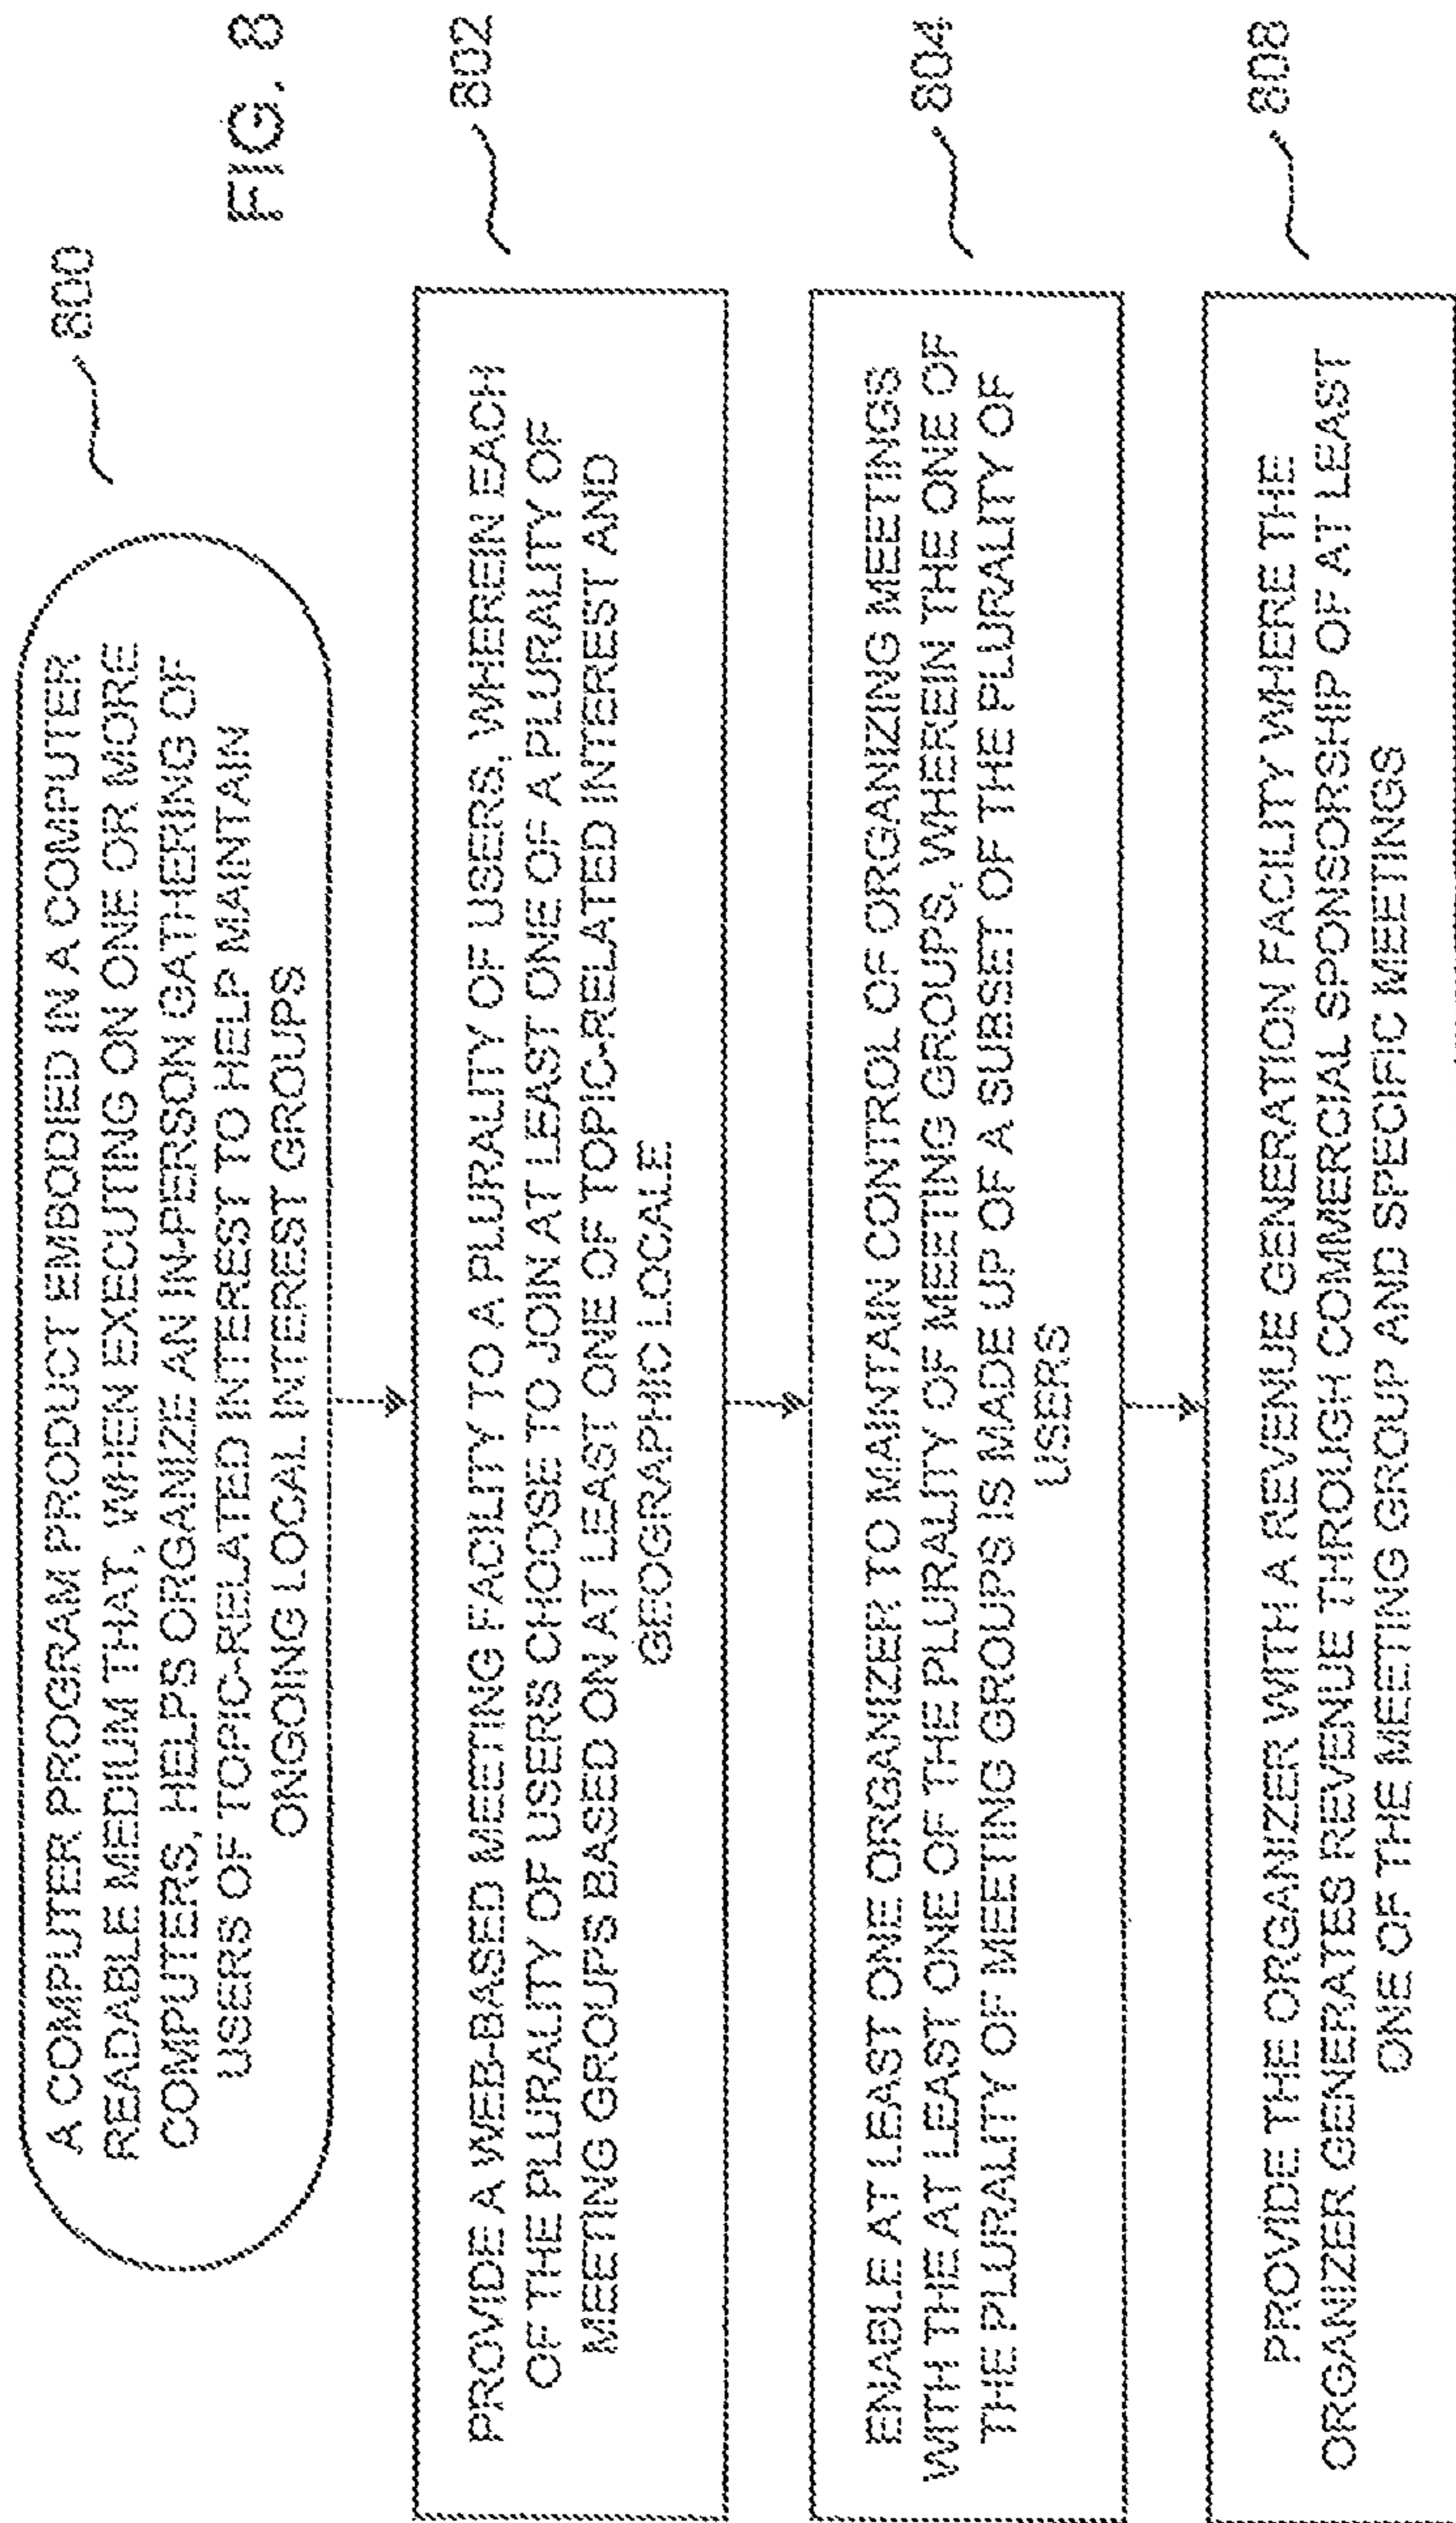 FIG. 8
800
A COMPUTER PROGRAM PRODUCT EMBODIED IN A COMPUTER
READABLE MEDIUM THAT, WHEN EXECUTING ON ONE OR MORE
COMPUTERS, HELPS ORGANIZE AN IN-PERSON GATHERING OF
USERS OF TOPIC-RELATED INTEREST TO HELP MAINTAIN
ONGOING LOCAL INTEREST GROUPS
802
PROVIDE A WEB-BASED MEETING FACILITY TO A PLURALITY OF USERS, WHEREIN EACH
OF THE PLURALITY OF USERS CHOOSE TO JOIN AT LEAST ONE OF A PLURALITY OF
MEETING GROUPS BASED ON AT LEAST ONE OF TOPIC-RELATED INTEREST AND
GEOGRAPHIC LOCALE
804
ENABLE AT LEAST ONE ORGANIZER TO MAINTAIN CONTROL OF ORGANIZING MEETINGS
WITH THE AT LEAST ONE OF THE PLURALITY OF MEETING GROUPS, WHEREIN THE ONE OF
THE PLURALITY OF MEETING GROUPS IS MADE UP OF A SUBSET OF THE PLURALITY OF
USERS
808
PROVIDE THE ORGANIZER WITH A REVENUE GENERATION FACILITY WHERE THE
ORGANIZER GENERATES REVENUE THROUGH COMMERCIAL SPONSORSHIP OF AT LEAST
ONE OF THE MEETING GROUP AND SPECIFIC MEETINGS